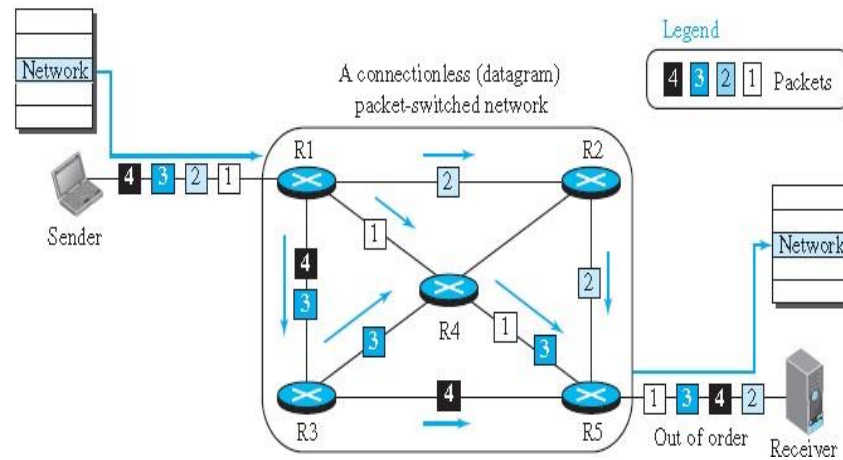 Network
Sender
4 3 2 1
A connectionless (datagram)
packet-switched network
Legend
4 3 2 1 Packets
R1
R2
2
1
4
3
2
R4
3
1
3
4
R3
R5
Network
1 3 4 2
Out of order
Receiver